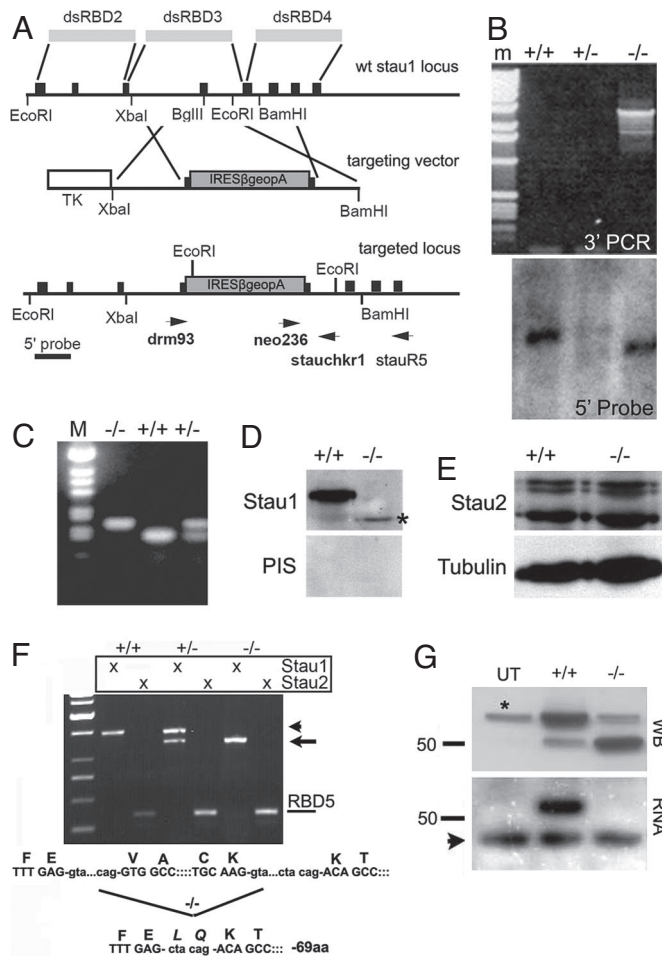 A
dsRBD2 dsRBD3 dsRBD4
wt stau1 locus
EcoRI XbaI BglII EcoRI BamHI
targeting vector
IRESβgeopA
TK
XbaI
BamHI
EcoRI
targeted locus
IRESβgeopA
EcoRI
EcoRI XbaI BamHI
5' probe
drm93
neo236
stauchkr1
stauR5
B
m +/+ +/- -/-
3' PCR
5' Probe
C
M -/- +/+ +/-
D
+/+ -/-
Stau1
*
PIS
E
+/+ -/-
Stau2
Tubulin
F
+/+ +/- -/-
x x x Stau1
x x x Stau2
RBD5
F E V A C K K T
TTT GAG-gta...cag-GTG GCC::::TGC AAG-gta...cta cag-ACA GCC:::
-/-
F E L Q K T
TTT GAG- cta cag -ACA GCC::: -69aa
G
UT +/+ -/-
*
50
WB
50
RNA